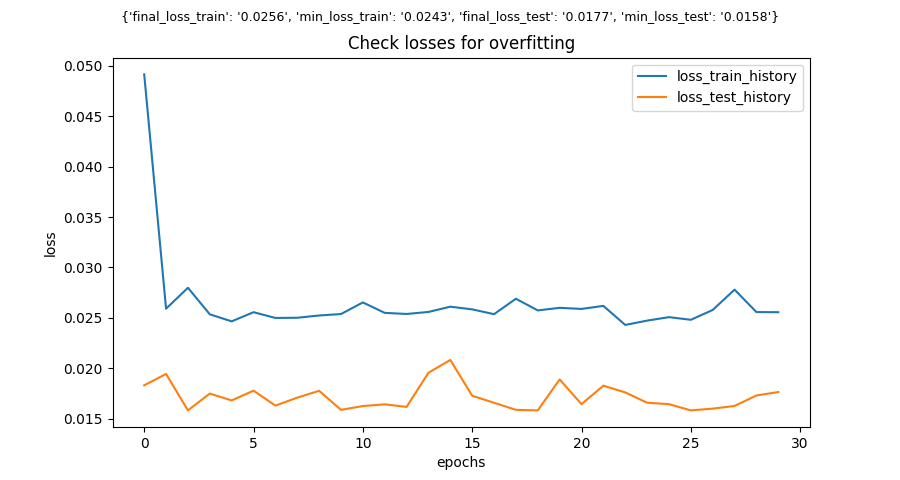 {'final_loss_train': '0.0256', 'min_loss_train': '0.0243', 'final_loss_test': '0.0177', 'min_loss_test': '0.0158'}
Check losses for overfitting
loss_train_history
loss_test_history
0.050
0.045
0.040
0.035
0.030
0.025
0.020
0.015
loss
0 5 10 15 20 25 30
epochs